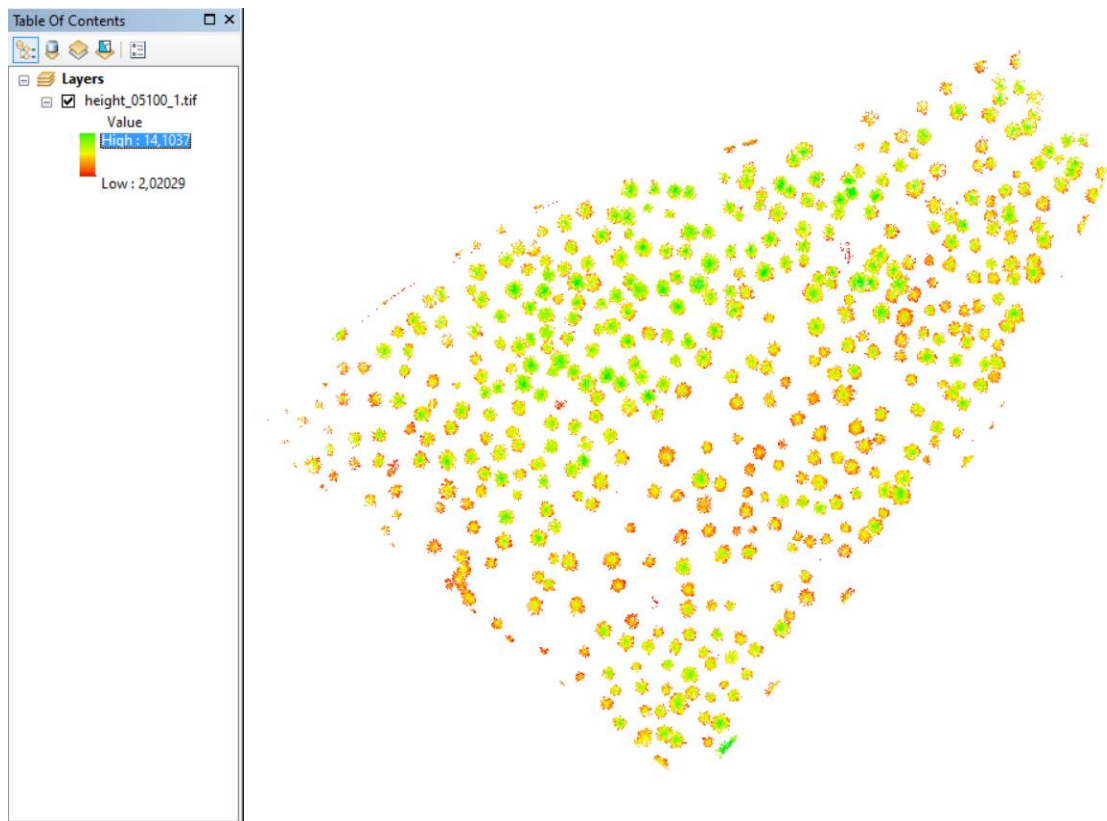 Table Of Contents
Layers
height_05100_1.tif
Value
High : 14,1037
Low : 2,02029